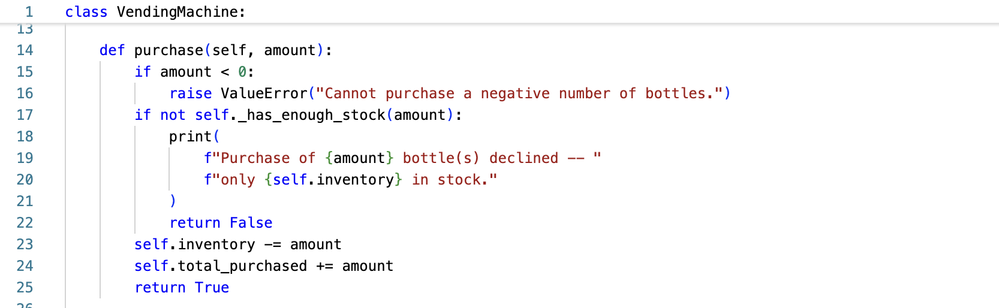 1 class VendingMachine:
13
14 def purchase(self, amount):
15 if amount < 0:
16 raise ValueError("Cannot purchase a negative number of bottles.")
17 if not self._has_enough_stock(amount):
18 print(
19 f"Purchase of {amount} bottle(s) declined -- "
20 f"only {self.inventory} in stock."
21 )
22 return False
23 self.inventory -= amount
24 self.total_purchased += amount
25 return True
26